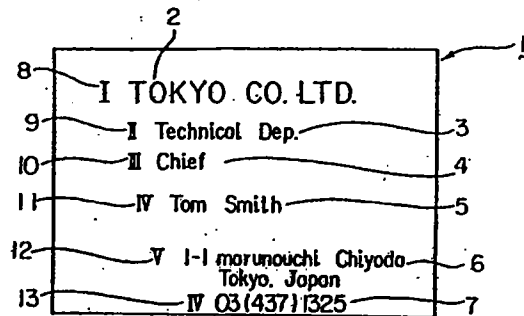 2
1
8 I TOKYO CO. LTD.
9 II Technical Dep. 3
10 III Chief 4
11 IV Tom Smith 5
12 V 1-1 marunouchi Chiyoda 6
Tokyo. Japan
13 IV 03(437)1325 7